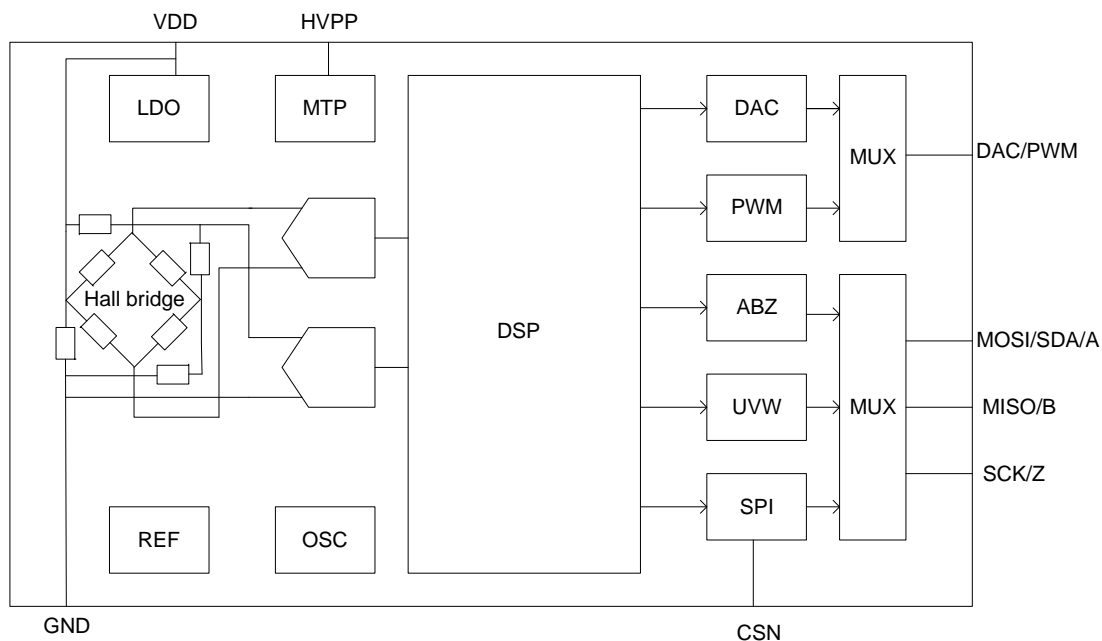 VDD
HVPP
LDO
MTP
DAC
MUX
DAC/PWM
PWM
Hall bridge
DSP
ABZ
MOSI/SDA/A
UVW
MUX
MISO/B
SCK/Z
SPI
REF
OSC
GND
CSN